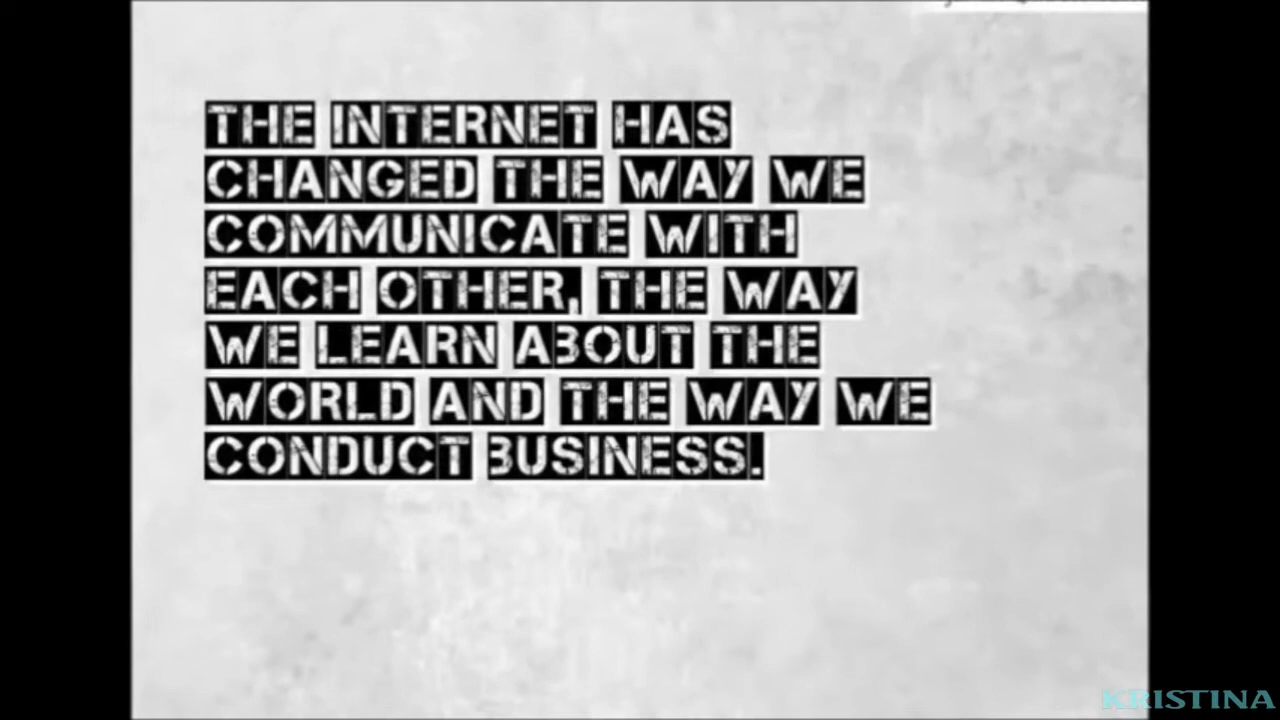 THE INTERNET HAS
CHANGED THE WAY WE
COMMUNICATE WITH
EACH OTHER, THE WAY
WE LEARN ABOUT THE
WORLD AND THE WAY WE
CONDUCT BUSINESS.
KRISTINA